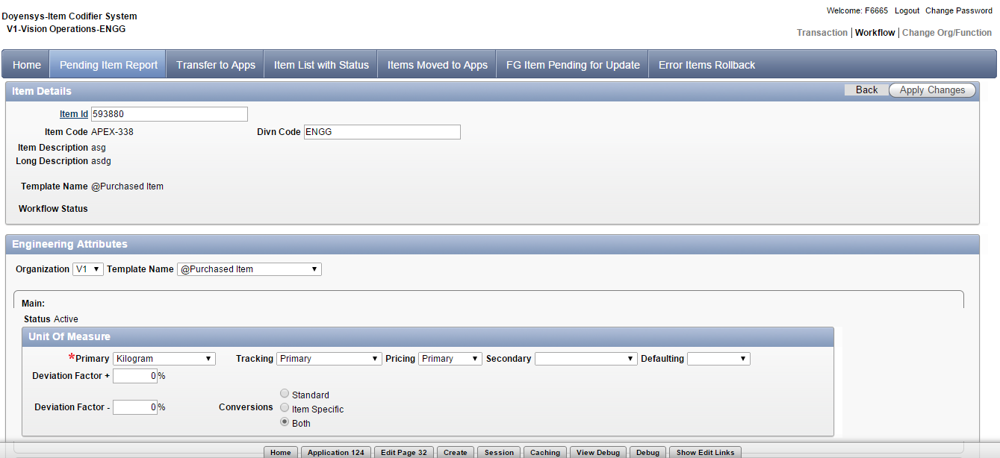 Welcome: F6665 Logout Change Password
Doyensys-Item Codifier System
V1-Vision Operations-ENGG
Transaction | Workflow | Change Org/Function
Home Pending Item Report Transfer to Apps Item List with Status Items Moved to Apps FG Item Pending for Update Error Items Rollback
Item Details Back Apply Changes
Item Id 593880
Item Code APEX-338 Divn Code ENGG
Item Description asg
Long Description asdg
Template Name @Purchased Item
Workflow Status
Engineering Attributes
Organization V1 Template Name @Purchased Item
Main:
Status Active
Unit Of Measure
*Primary Kilogram Tracking Primary Pricing Primary Secondary Defaulting
Deviation Factor + 0%
Standard
Deviation Factor - 0% Conversions Item Specific
Both
Home Application 124 Edit Page 32 Create Session Caching View Debug Debug Show Edit Links